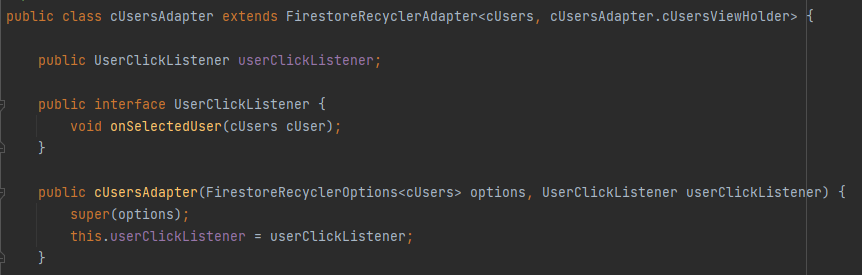 public class cUsersAdapter extends FirestoreRecyclerAdapter<cUsers, cUsersAdapter.cUsersViewHolder> {
public UserClickListener userClickListener;
public interface UserClickListener {
void onSelectedUser(cUsers cUser);
}
public cUsersAdapter(FirestoreRecyclerOptions<cUsers> options, UserClickListener userClickListener) {
super(options);
this.userClickListener = userClickListener;
}